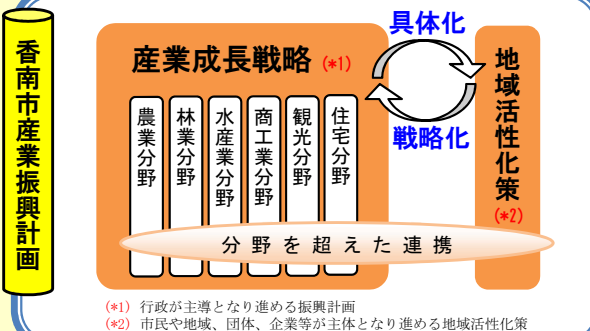 香南市産業振興計画
産業成長戦略 (*1)
農業分野
林業分野
水産業分野
商工業分野
観光分野
住宅分野
具体化
戦略化
地域活性化策
(*2)
分野を超えた連携
(*1) 行政が主導となり進める振興計画
(*2) 市民や地域、団体、企業等が主体となり進める地域活性化策